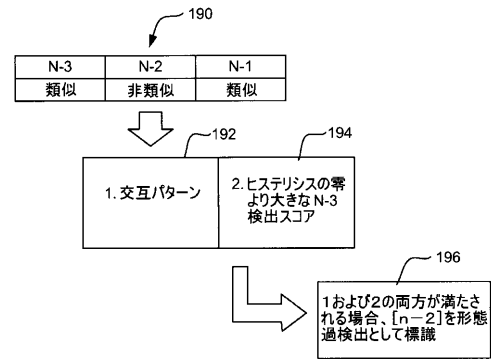 190
N-3 N-2 N-1
類似 非類似 類似
192
194
1. 交互パターン
2. ヒステリシスの零
より大きな N-3
検出スコア
196
1および2の両方が満たさ
れる場合、[n-2]を形態
過検出として標識